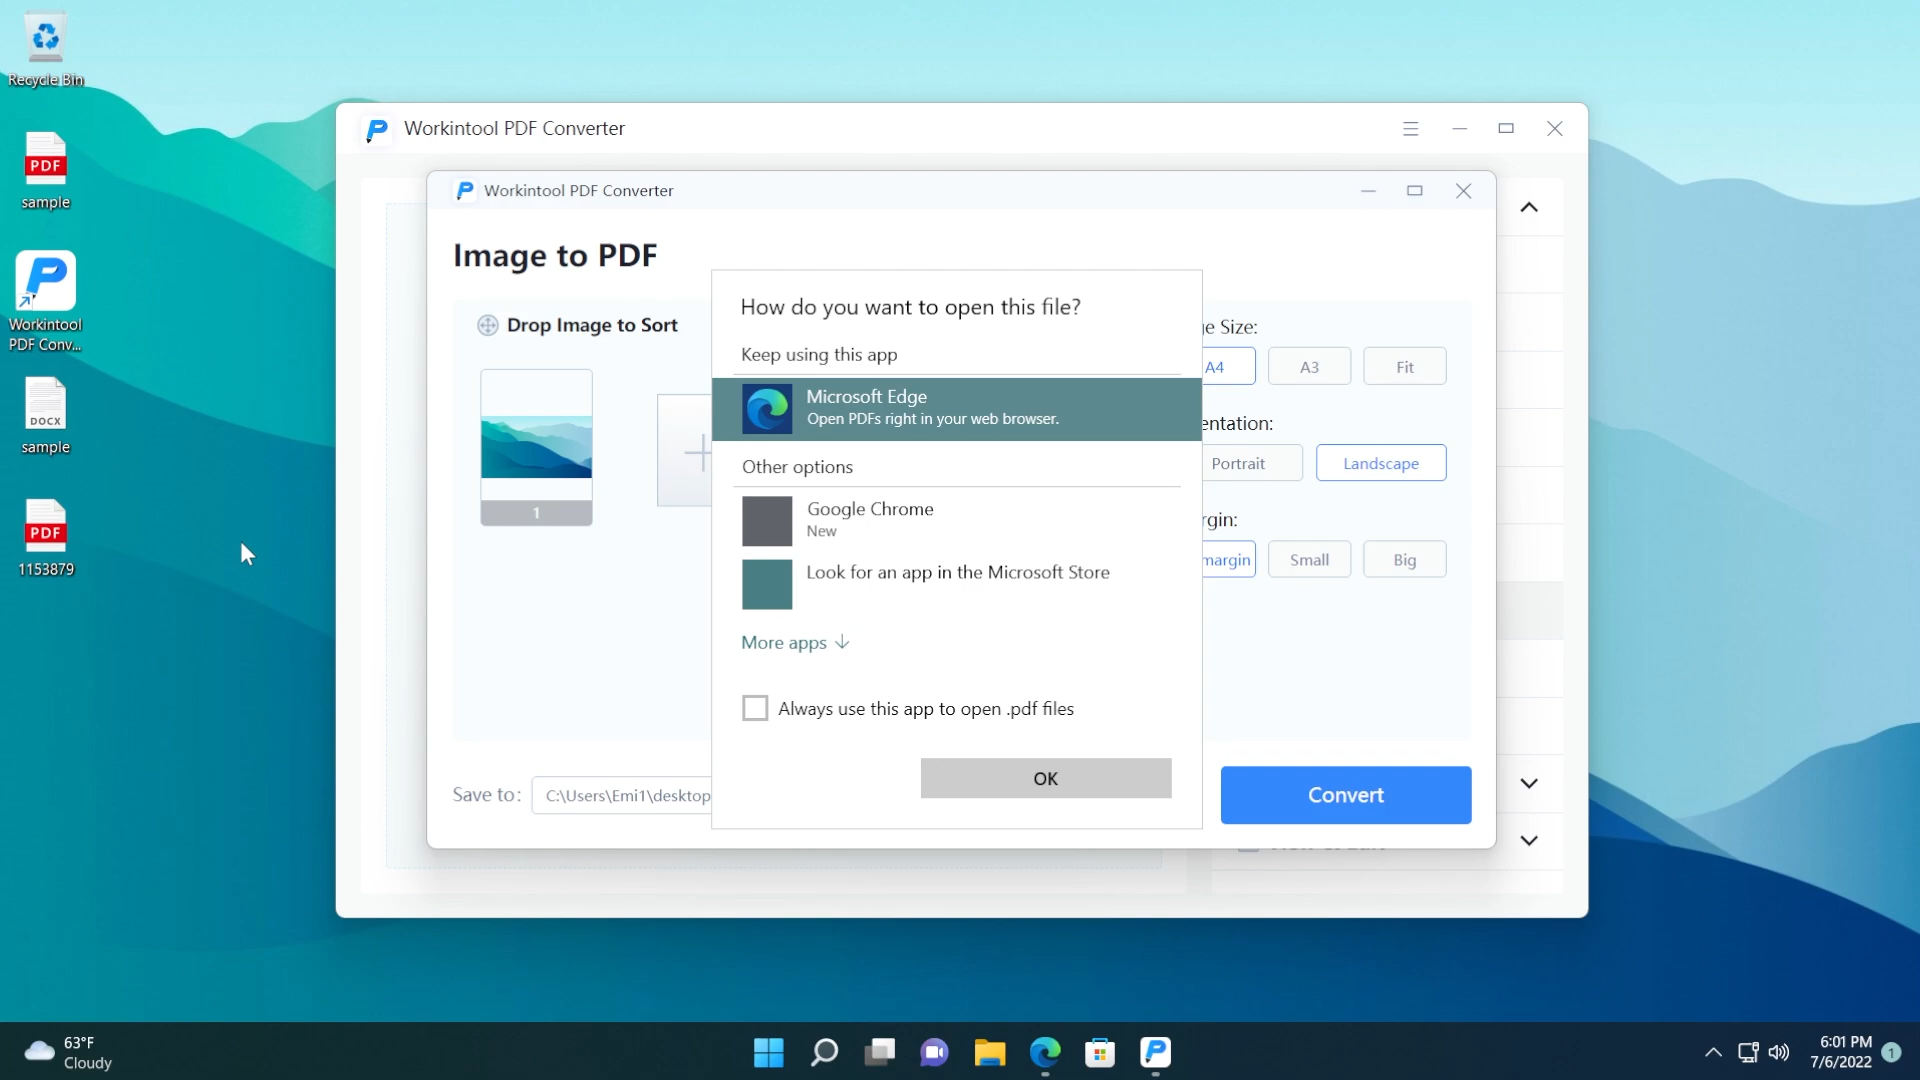 Recycle Bin
PDF
sample
Workintool
PDF Conv...
DOCX
sample
PDF
1153879
Workintool PDF Converter
Workintool PDF Converter
Image to PDF
Drop Image to Sort
1
Save to:
C:\Users\Emi1\desktop
How do you want to open this file?
Keep using this app
Microsoft Edge
Open PDFs right in your web browser.
Other options
Google Chrome
New
Look for an app in the Microsoft Store
More apps
Always use this app to open .pdf files
OK
e Size:
A4 A3 Fit
entation:
Portrait Landscape
rgin:
margin Small Big
Convert
63°F
Cloudy
6:01 PM
7/6/2022
1